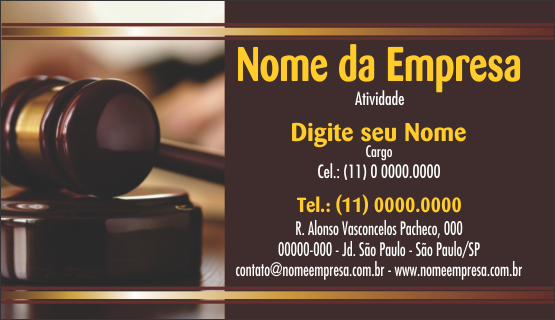 Nome da Empresa
Atividade
Digite seu Nome
Cargo
Cel.: (11) 0 0000.0000
Tel.: (11) 0000.0000
R. Alonso Vasconcelos Pacheco, 000
00000-000 - Jd. São Paulo - São Paulo/SP
contato@nomeempresa.com.br - www.nomeempresa.com.br